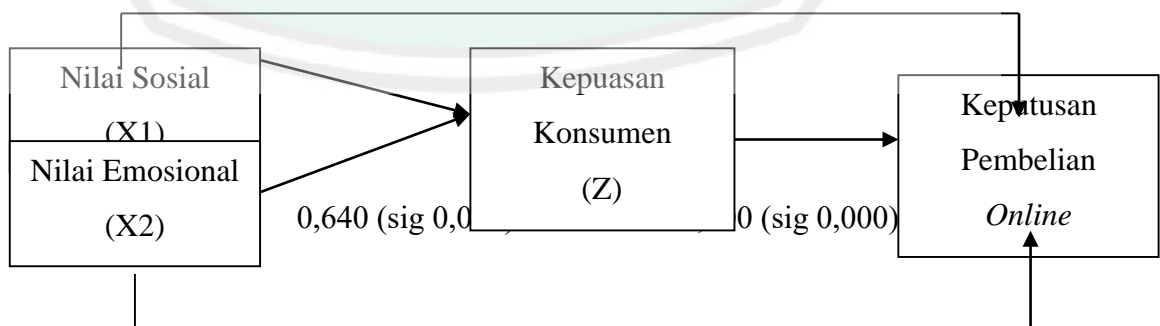 Nilai Sosial
(X1)
Nilai Emosional
(X2)
0,640 (sig 0,0
Kepuasan
Konsumen
(Z)
0 (sig 0,000)
Keputusan
Pembelian
Online